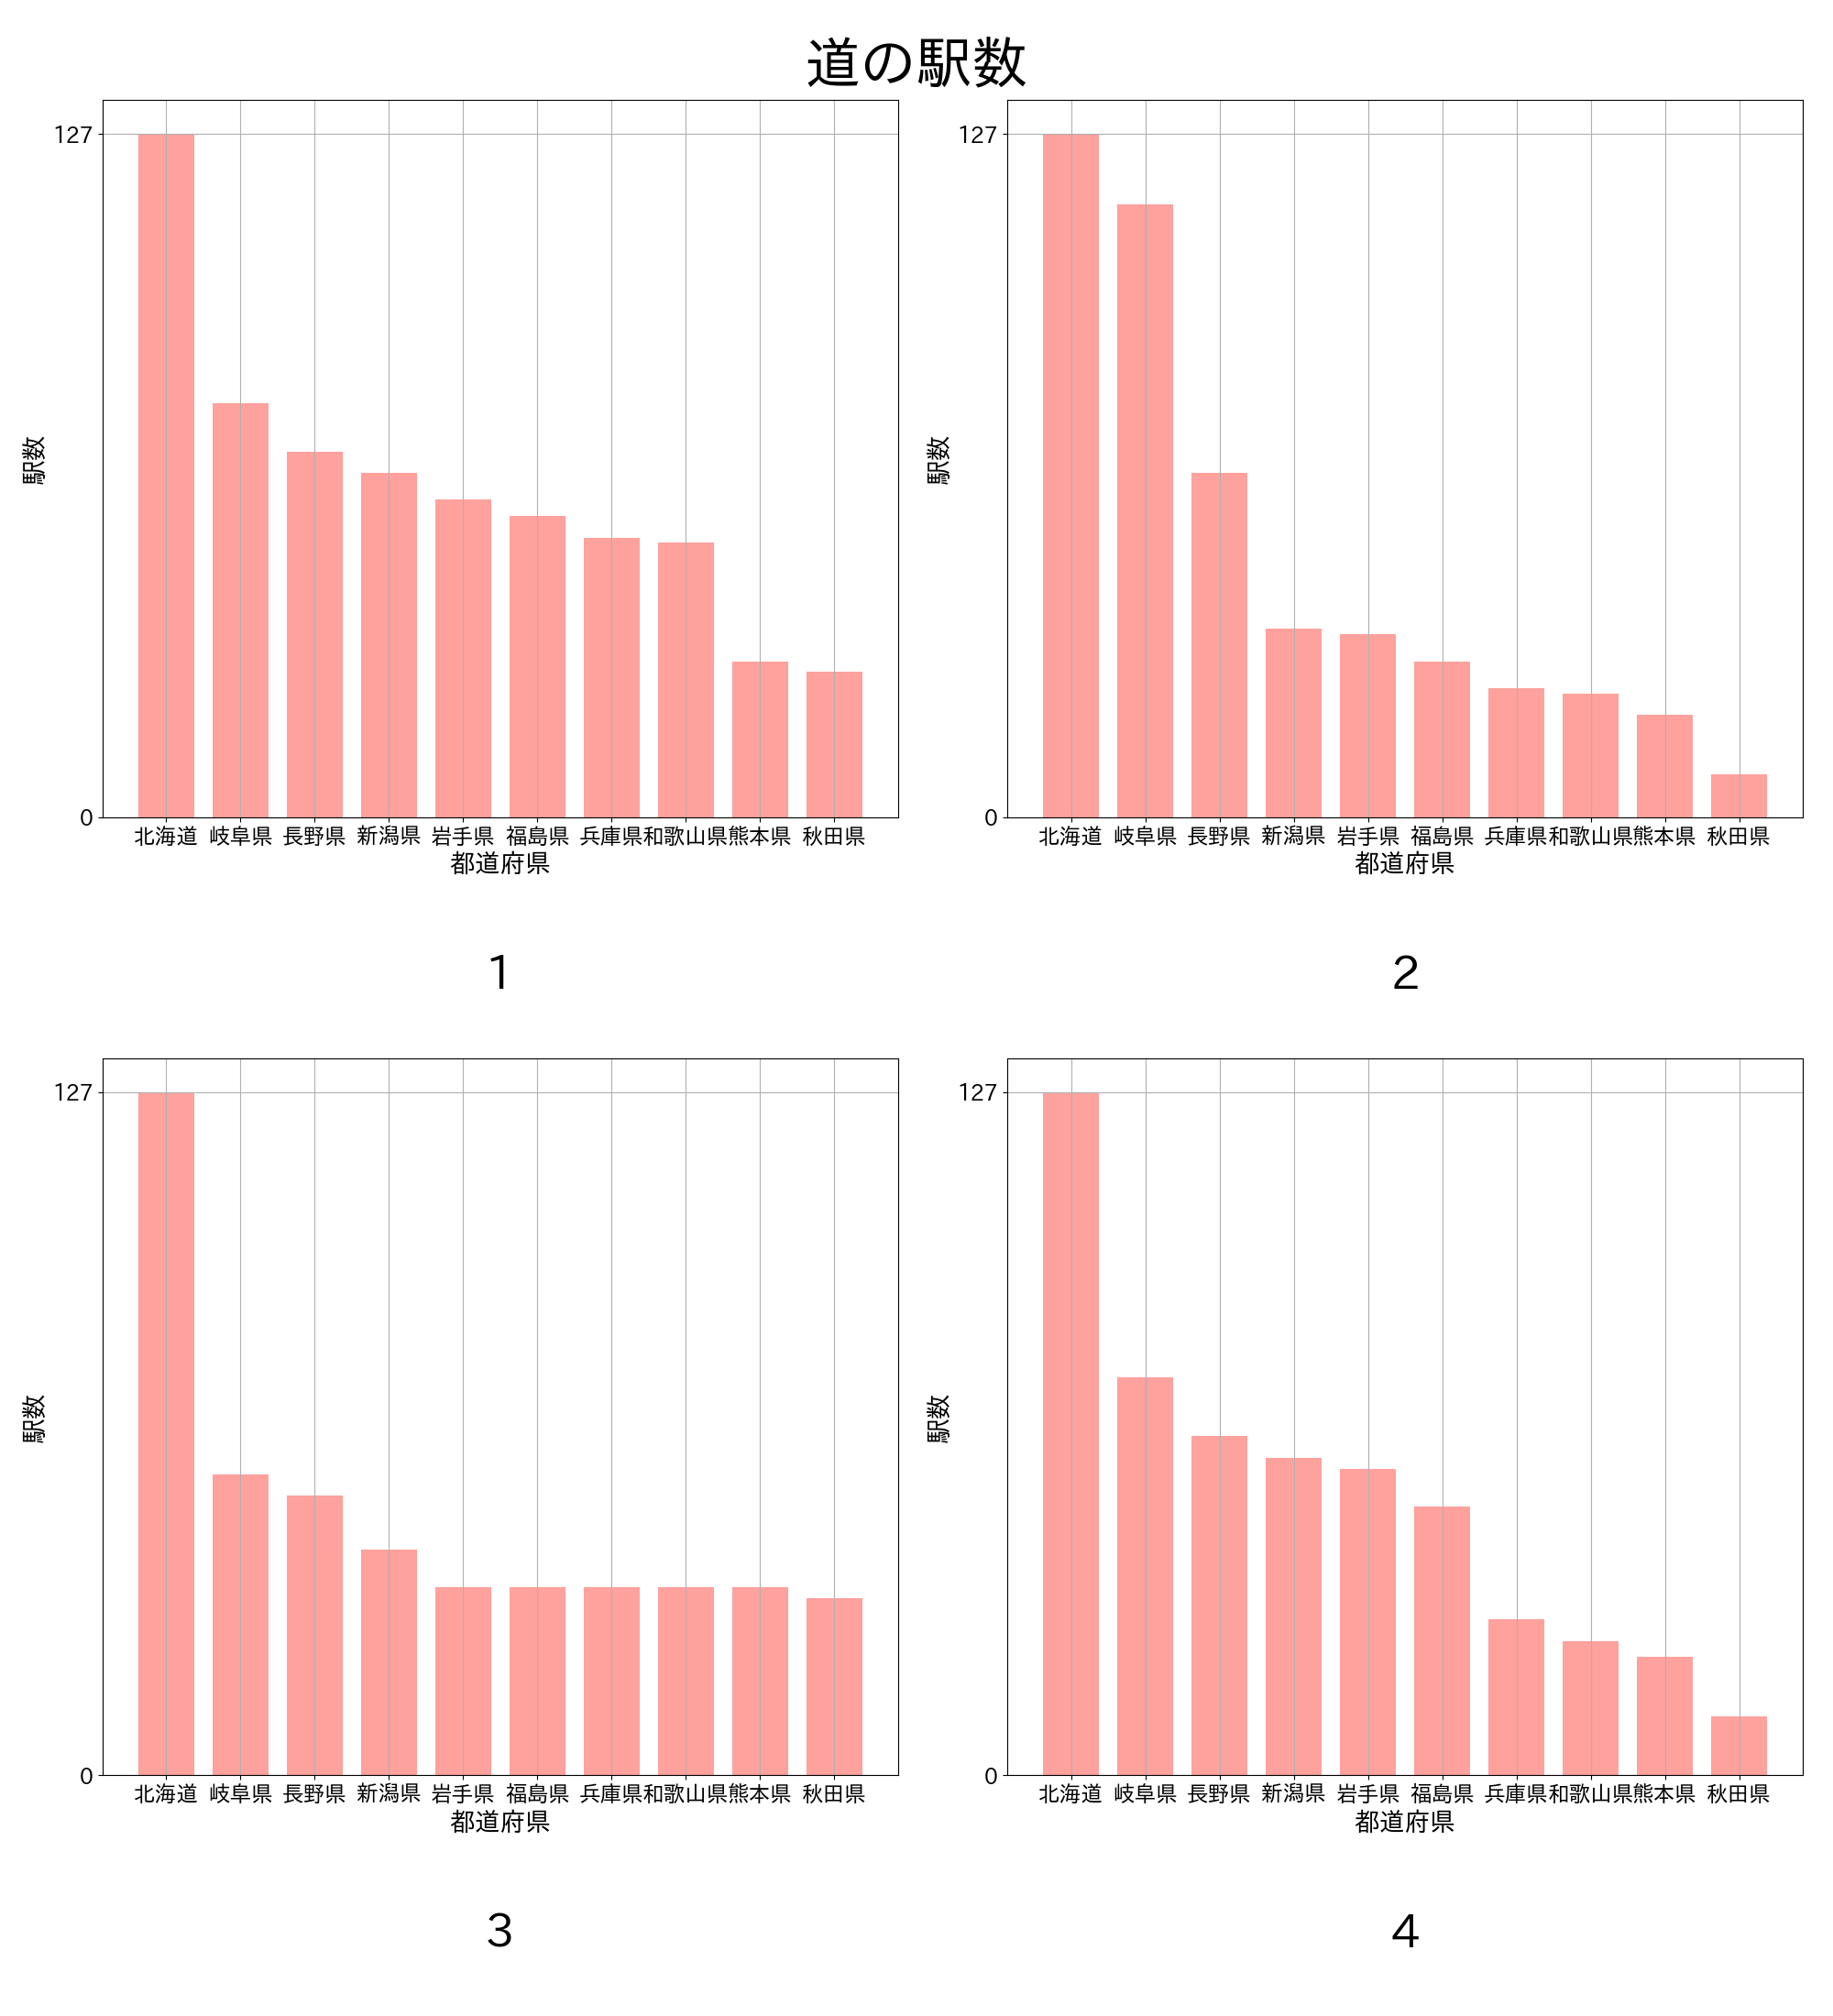 道の駅数
127
駅数
0
北海道 岐阜県 長野県 新潟県 岩手県 福島県 兵庫県 和歌山県 熊本県 秋田県
都道府県
1
127
駅数
0
北海道 岐阜県 長野県 新潟県 岩手県 福島県 兵庫県 和歌山県 熊本県 秋田県
都道府県
2
127
駅数
0
北海道 岐阜県 長野県 新潟県 岩手県 福島県 兵庫県 和歌山県 熊本県 秋田県
都道府県
3
127
駅数
0
北海道 岐阜県 長野県 新潟県 岩手県 福島県 兵庫県 和歌山県 熊本県 秋田県
都道府県
4